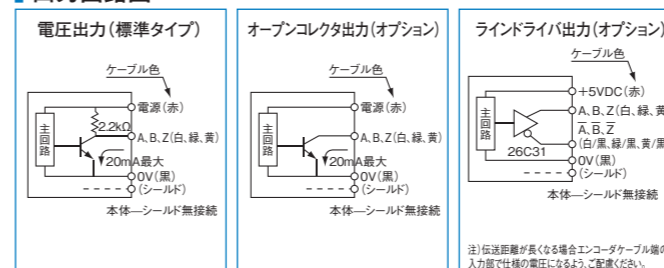 電圧出力(標準タイプ)
ケーブル色
主回路
2.2kΩ
電源(赤)
A、B、Z(白、緑、黄)
20mA最大
0V(黒)
(シールド)
本体—シールド無接続
オープンコレクタ出力(オプション)
ケーブル色
主回路
電源(赤)
A、B、Z(白、緑、黄)
20mA最大
0V(黒)
(シールド)
本体—シールド無接続
ラインドライバ出力(オプション)
ケーブル色
主回路
26C31
+5VDC(赤)
A、B、Z(白、緑、
A、B、Z
(白/黒、緑/黒、黄/黒
0V(黒)
(シールド)
本体—シールド無接続
注)伝送距離が長くなる場合エンコーダケーブル端の
入力部で仕様の電圧になるよう、ご配慮ください。